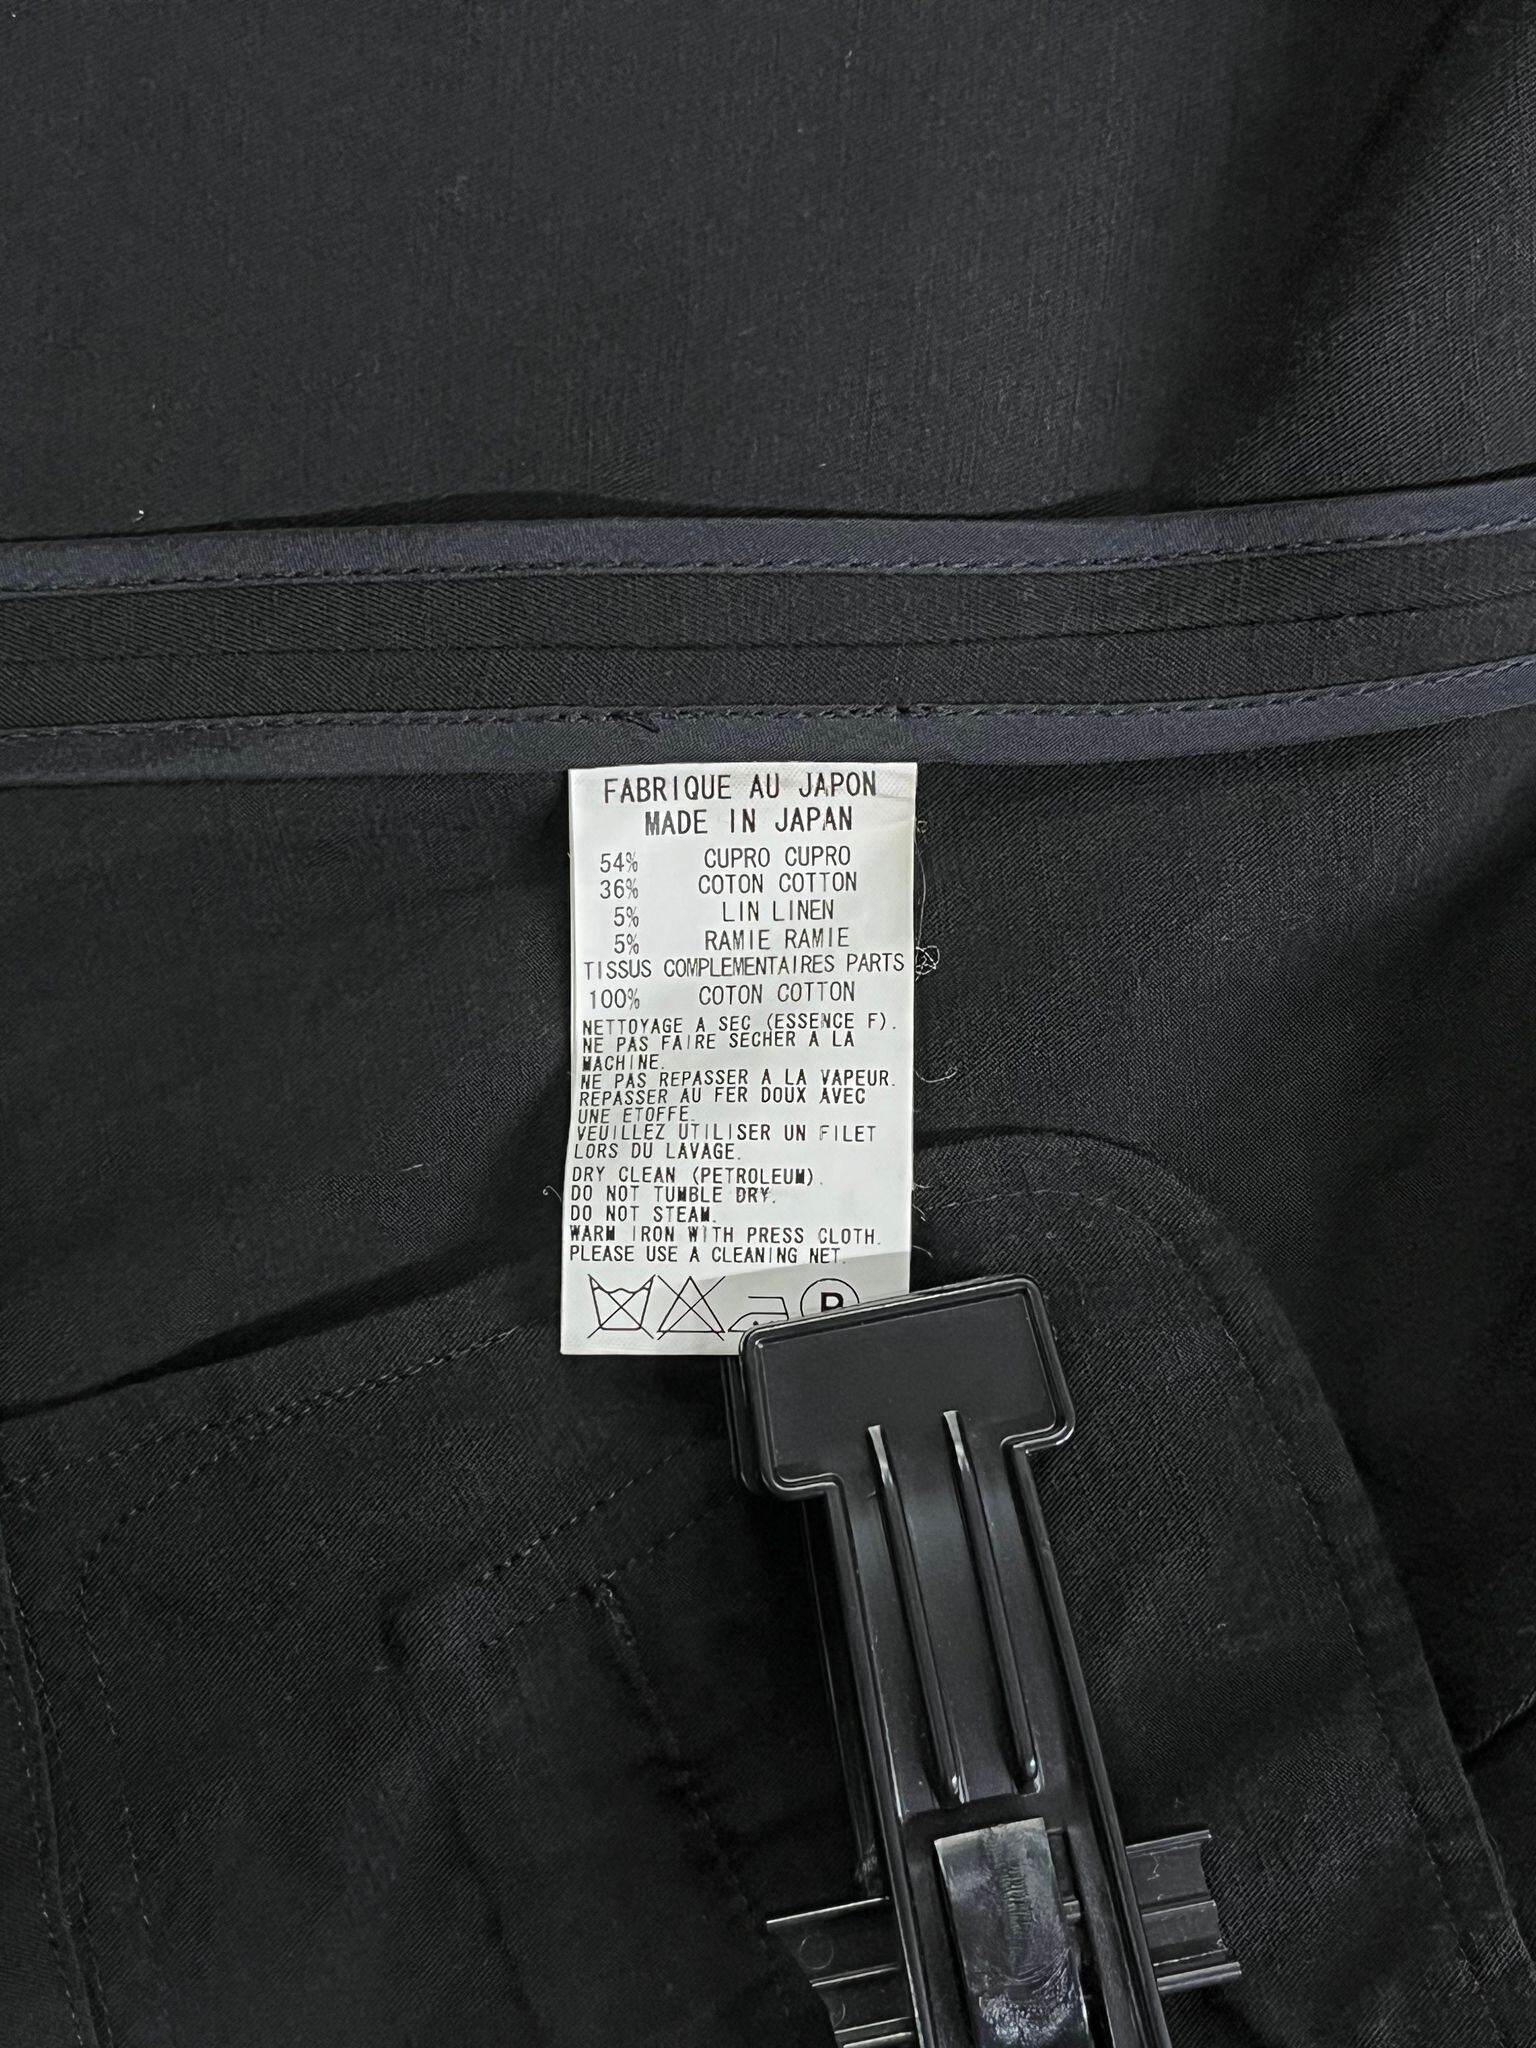 FABRIQUE AU JAPON
MADE IN JAPAN
54% CUPRO CUPRO
36% COTON COTTON
5% LIN LINEN
5% RAMIE RAMIE
TISSUS COMPLEMENTAIRES PARTS
100% COTON COTTON
NETTOYAGE A SEC (ESSENCE F).
NE PAS FAIRE SECHER A LA
MACHINE.
NE PAS REPASSER A LA VAPEUR.
REPASSER AU FER DOUX AVEC
UNE ETOFFE.
VEUILLEZ UTILISER UN FILET
LORS DU LAVAGE.
DRY CLEAN (PETROLEUM).
DO NOT TUMBLE DRY.
DO NOT STEAM.
WARM IRON WITH PRESS CLOTH.
PLEASE USE A CLEANING NET.